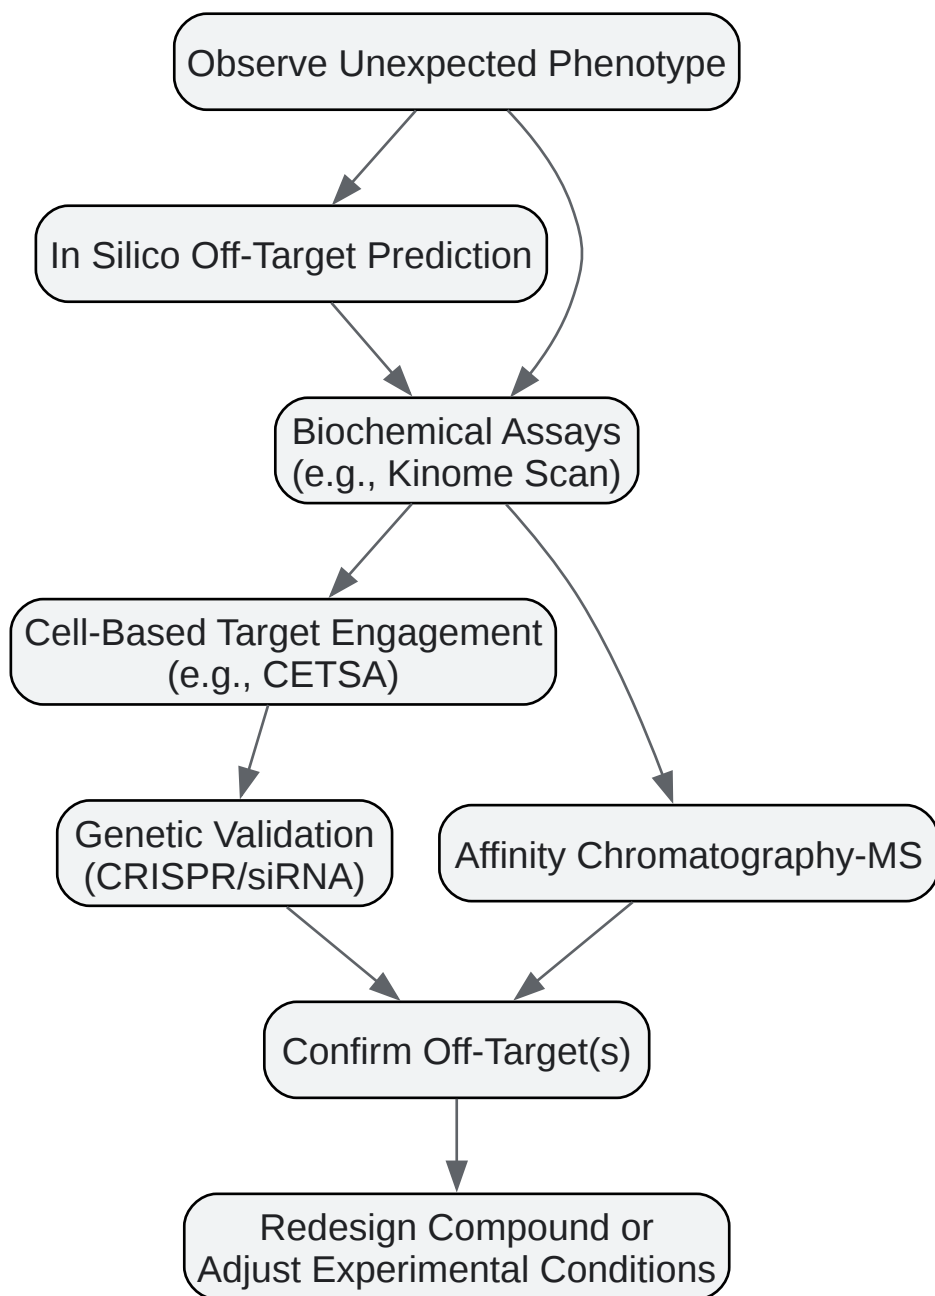 Observe Unexpected Phenotype
In Silico Off-Target Prediction
Biochemical Assays
(e.g., Kinome Scan)
Cell-Based Target Engagement
(e.g., CETSA)
Genetic Validation
(CRISPR/siRNA)
Affinity Chromatography-MS
Confirm Off-Target(s)
Redesign Compound or
Adjust Experimental Conditions